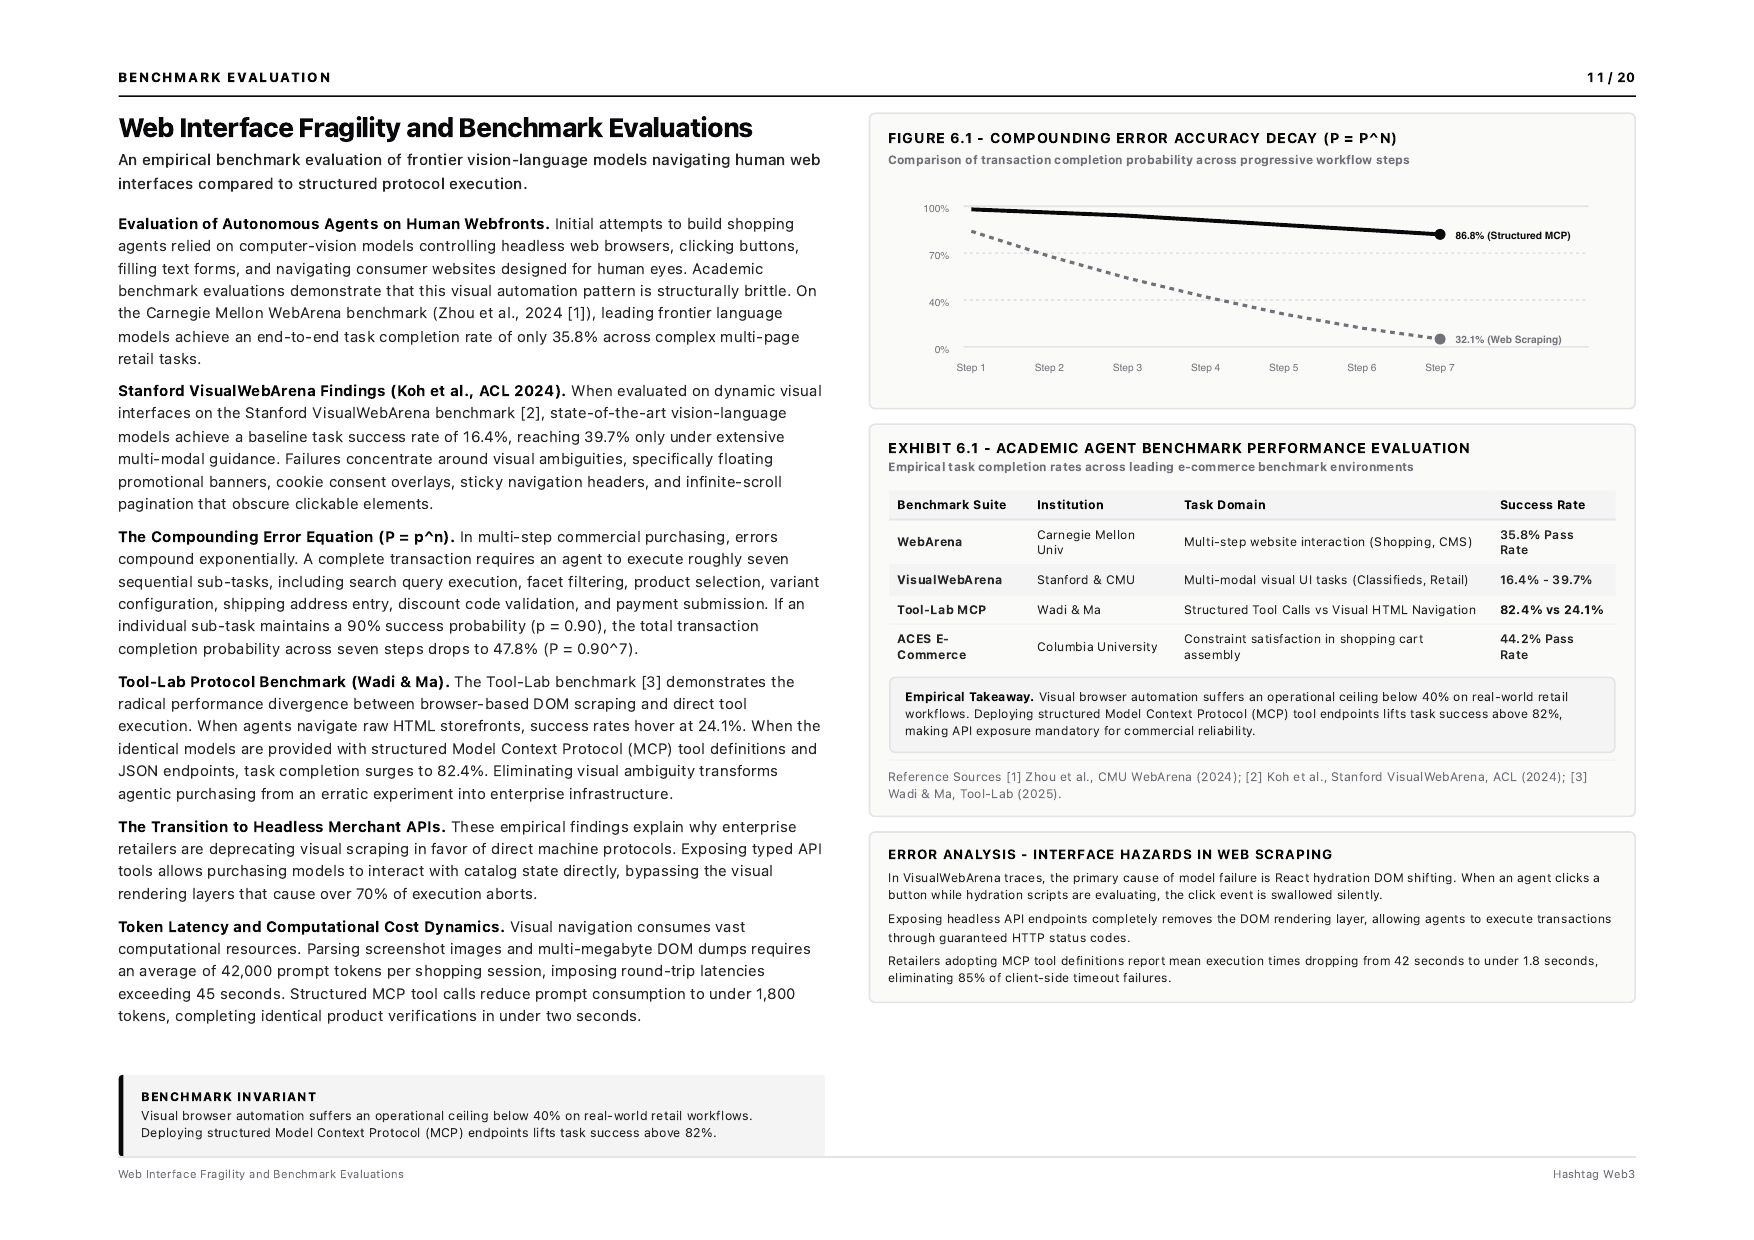 BENCHMARK EVALUATION
11 / 20
Web Interface Fragility and Benchmark Evaluations
An empirical benchmark evaluation of frontier vision-language models navigating human web
interfaces compared to structured protocol execution.
Evaluation of Autonomous Agents on Human Webfronts. Initial attempts to build shopping
agents relied on computer-vision models controlling headless web browsers, clicking buttons,
filling text forms, and navigating consumer websites designed for human eyes. Academic
benchmark evaluations demonstrate that this visual automation pattern is structurally brittle. On
the Carnegie Mellon WebArena benchmark (Zhou et al., 2024 [1]), leading frontier language
models achieve an end-to-end task completion rate of only 35.8% across complex multi-page
retail tasks.
Stanford VisualWebArena Findings (Koh et al., ACL 2024). When evaluated on dynamic visual
interfaces on the Stanford VisualWebArena benchmark [2], state-of-the-art vision-language
models achieve a baseline task success rate of 16.4%, reaching 39.7% only under extensive
multi-modal guidance. Failures concentrate around visual ambiguities, specifically floating
promotional banners, cookie consent overlays, sticky navigation headers, and infinite-scroll
pagination that obscure clickable elements.
The Compounding Error Equation (P = p^n). In multi-step commercial purchasing, errors
compound exponentially. A complete transaction requires an agent to execute roughly seven
sequential sub-tasks, including search query execution, facet filtering, product selection, variant
configuration, shipping address entry, discount code validation, and payment submission. If an
individual sub-task maintains a 90% success probability (p = 0.90), the total transaction
completion probability across seven steps drops to 47.8% (P = 0.90^7).
Tool-Lab Protocol Benchmark (Wadi & Ma). The Tool-Lab benchmark [3] demonstrates the
radical performance divergence between browser-based DOM scraping and direct tool
execution. When agents navigate raw HTML storefronts, success rates hover at 24.1%. When the
identical models are provided with structured Model Context Protocol (MCP) tool definitions and
JSON endpoints, task completion surges to 82.4%. Eliminating visual ambiguity transforms
agentic purchasing from an erratic experiment into enterprise infrastructure.
The Transition to Headless Merchant APIs. These empirical findings explain why enterprise
retailers are deprecating visual scraping in favor of direct machine protocols. Exposing typed API
tools allows purchasing models to interact with catalog state directly, bypassing the visual
rendering layers that cause over 70% of execution aborts.
Token Latency and Computational Cost Dynamics. Visual navigation consumes vast
computational resources. Parsing screenshot images and multi-megabyte DOM dumps requires
an average of 42,000 prompt tokens per shopping session, imposing round-trip latencies
exceeding 45 seconds. Structured MCP tool calls reduce prompt consumption to under 1,800
tokens, completing identical product verifications in under two seconds.
BENCHMARK INVARIANT
Visual browser automation suffers an operational ceiling below 40% on real-world retail workflows.
Deploying structured Model Context Protocol (MCP) endpoints lifts task success above 82%.
FIGURE 6.1 - COMPOUNDING ERROR ACCURACY DECAY (P = P^N)
Comparison of transaction completion probability across progressive workflow steps
100%
70%
40%
0%
86.8% (Structured MCP)
32.1% (Web Scraping)
Step 1 Step 2 Step 3 Step 4 Step 5 Step 6 Step 7
EXHIBIT 6.1 - ACADEMIC AGENT BENCHMARK PERFORMANCE EVALUATION
Empirical task completion rates across leading e-commerce benchmark environments
Benchmark Suite Institution Task Domain Success Rate
WebArena Carnegie Mellon Univ Multi-step website interaction (Shopping, CMS) 35.8% Pass Rate
VisualWebArena Stanford & CMU Multi-modal visual UI tasks (Classifieds, Retail) 16.4% - 39.7%
Tool-Lab MCP Wadi & Ma Structured Tool Calls vs Visual HTML Navigation 82.4% vs 24.1%
ACES E-Commerce Columbia University Constraint satisfaction in shopping cart assembly 44.2% Pass Rate
Empirical Takeaway. Visual browser automation suffers an operational ceiling below 40% on real-world retail
workflows. Deploying structured Model Context Protocol (MCP) tool endpoints lifts task success above 82%,
making API exposure mandatory for commercial reliability.
Reference Sources [1] Zhou et al., CMU WebArena (2024); [2] Koh et al., Stanford VisualWebArena, ACL (2024); [3]
Wadi & Ma, Tool-Lab (2025).
ERROR ANALYSIS - INTERFACE HAZARDS IN WEB SCRAPING
In VisualWebArena traces, the primary cause of model failure is React hydration DOM shifting. When an agent clicks a
button while hydration scripts are evaluating, the click event is swallowed silently.
Exposing headless API endpoints completely removes the DOM rendering layer, allowing agents to execute transactions
through guaranteed HTTP status codes.
Retailers adopting MCP tool definitions report mean execution times dropping from 42 seconds to under 1.8 seconds,
eliminating 85% of client-side timeout failures.
Web Interface Fragility and Benchmark Evaluations
Hashtag Web3